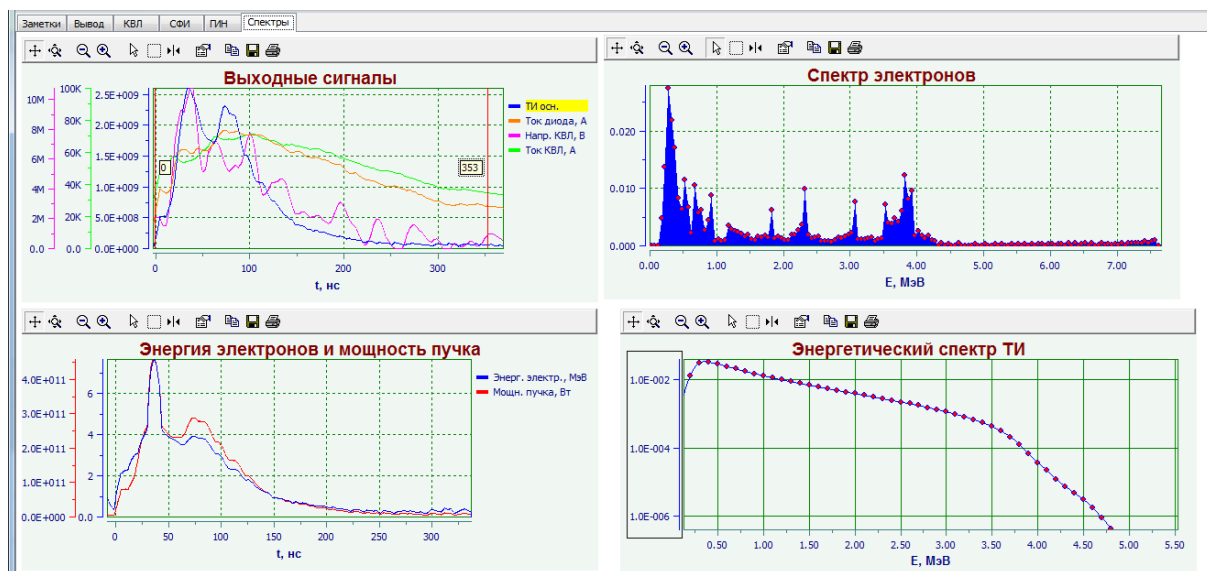 Заметки Вывод КВЛ СФИ ГИН Спектры
Выходные сигналы
10M
8M
6M
4M
2M
0.0
100K
80K
60K
40K
20K
0.0
2.5E+009
2.0E+009
1.5E+009
1.0E+009
5.0E+008
0.0E+000
0
353
0 100 200 300
t, нс
ТИ осн.
Ток диода, А
Напр. КВЛ, В
Ток КВЛ, А
Спектр электронов
0.020
0.010
0.000
0.00 1.00 2.00 3.00 4.00 5.00 6.00 7.00
E, МэВ
Энергия электронов и мощность пучка
4.0E+011
3.0E+011
2.0E+011
1.0E+011
0.0E+000
6
4
2
0.0
0 50 100 150 200 250 300
t, нс
Энерг. электр., МэВ
Мощн. пучка, Вт
Энергетический спектр ТИ
1.0E-002
1.0E-004
1.0E-006
0.50 1.00 1.50 2.00 2.50 3.00 3.50 4.00 4.50 5.00 5.50
E, МэВ